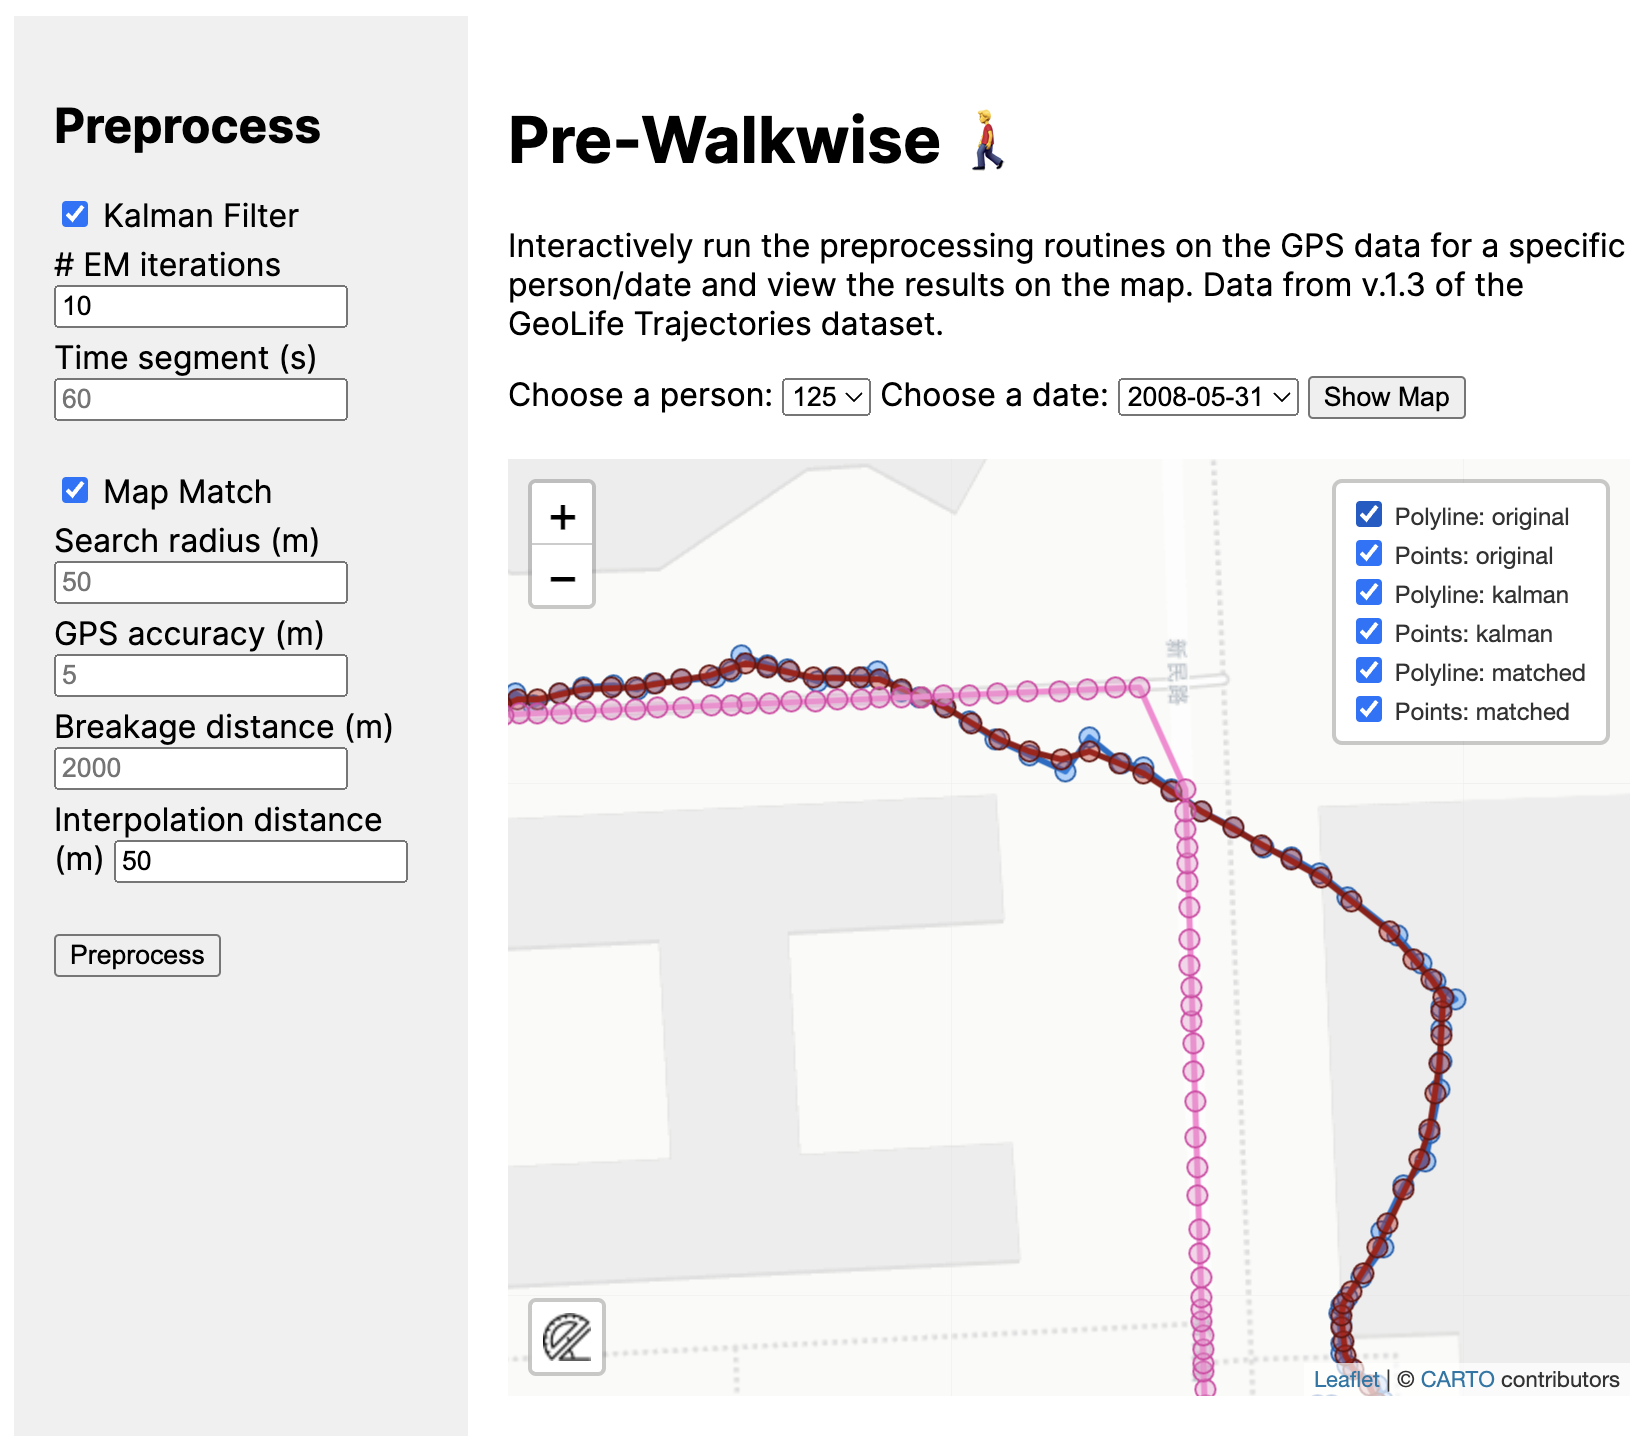 Preprocess
Kalman Filter
# EM iterations
10
Time segment (s)
60
Map Match
Search radius (m)
50
GPS accuracy (m)
5
Breakage distance (m)
2000
Interpolation distance
(m) 50
Preprocess
Pre-Walkwise
Interactively run the preprocessing routines on the GPS data for a specific
person/date and view the results on the map. Data from v.1.3 of the
GeoLife Trajectories dataset.
Choose a person: 125 Choose a date: 2008-05-31 Show Map
+
−
Polyline: original
Points: original
Polyline: kalman
Points: kalman
Polyline: matched
Points: matched
新民路
Leaflet | © CARTO contributors